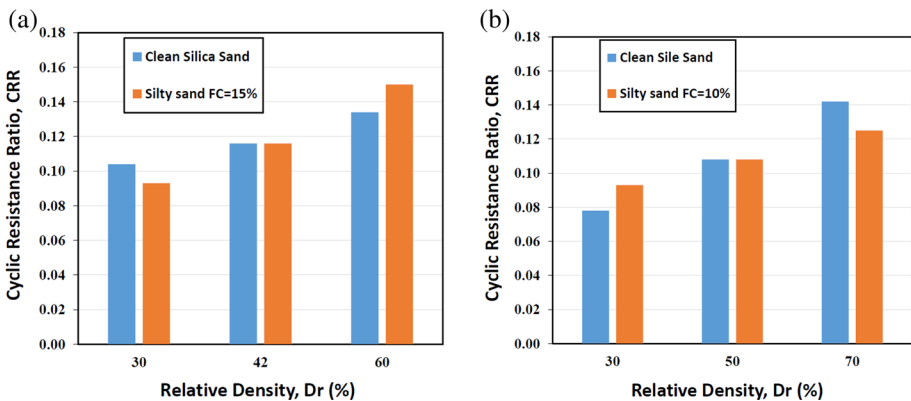 (a)
Cyclic Resistance Ratio, CRR
0.18
0.16
0.14
0.12
0.10
0.08
0.06
0.04
0.02
0.00
Clean Silica Sand
Silty sand FC=15%
30
42
60
Relative Density, Dr (%)
(b)
Cyclic Resistance Ratio, CRR
0.18
0.16
0.14
0.12
0.10
0.08
0.06
0.04
0.02
0.00
Clean Sile Sand
Silty sand FC=10%
30
50
70
Relative Density, Dr (%)